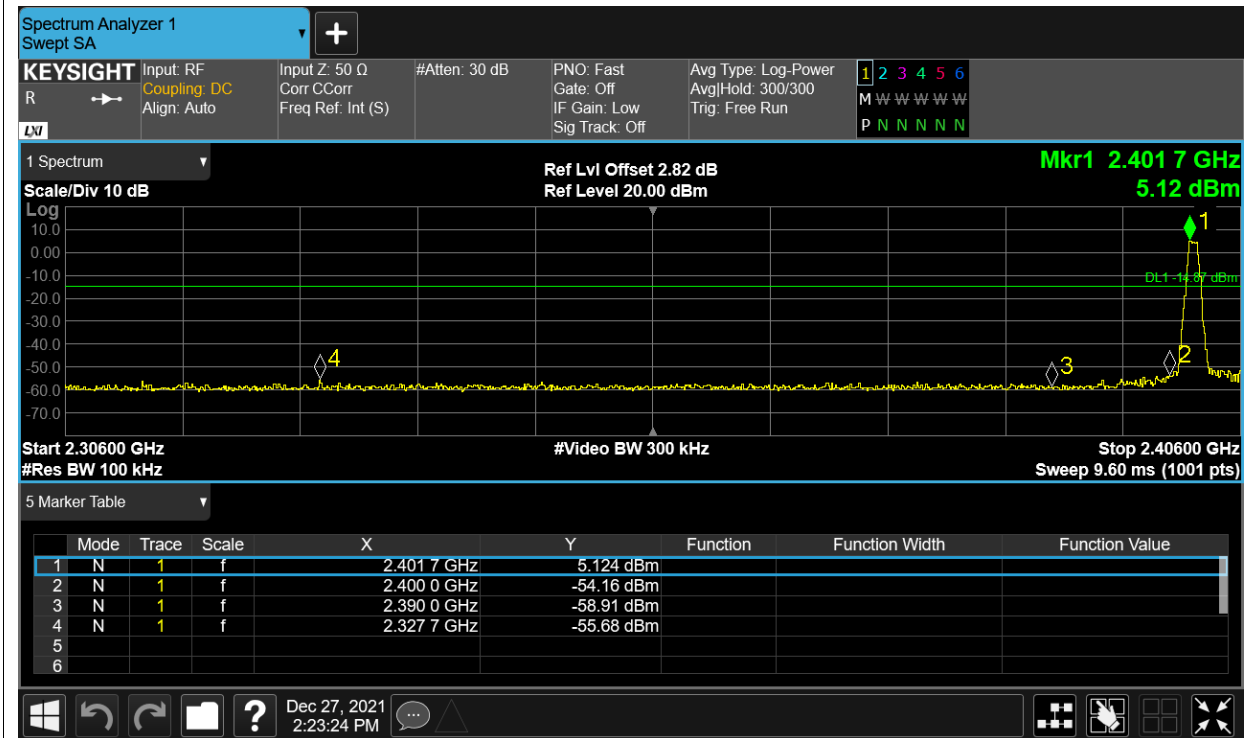 Spectrum Analyzer 1
Swept SA
+
KEYSIGHT
R
LXI
Input: RF
Coupling: DC
Align: Auto
Input Z: 50 Ω
Corr CCorr
Freq Ref: Int (S)
#Atten: 30 dB
PNO: Fast
Gate: Off
IF Gain: Low
Sig Track: Off
Avg Type: Log-Power
Avg|Hold: 300/300
Trig: Free Run
1 2 3 4 5 6
M W W W W W
P N N N N N
1 Spectrum
Scale/Div 10 dB
Ref Lvl Offset 2.82 dB
Ref Level 20.00 dBm
Mkr1 2.401 7 GHz
5.12 dBm
Log
10.0
0.00
-10.0
-20.0
-30.0
-40.0
-50.0
-60.0
-70.0
1
DL1 -14.87 dBm
4
3
2
Start 2.30600 GHz
#Res BW 100 kHz
#Video BW 300 kHz
Stop 2.40600 GHz
Sweep 9.60 ms (1001 pts)
5 Marker Table
Mode Trace Scale X Y Function Function Width Function Value
1 N 1 f 2.401 7 GHz 5.124 dBm
2 N 1 f 2.400 0 GHz -54.16 dBm
3 N 1 f 2.390 0 GHz -58.91 dBm
4 N 1 f 2.327 7 GHz -55.68 dBm
5
6
?
Dec 27, 2021
2:23:24 PM